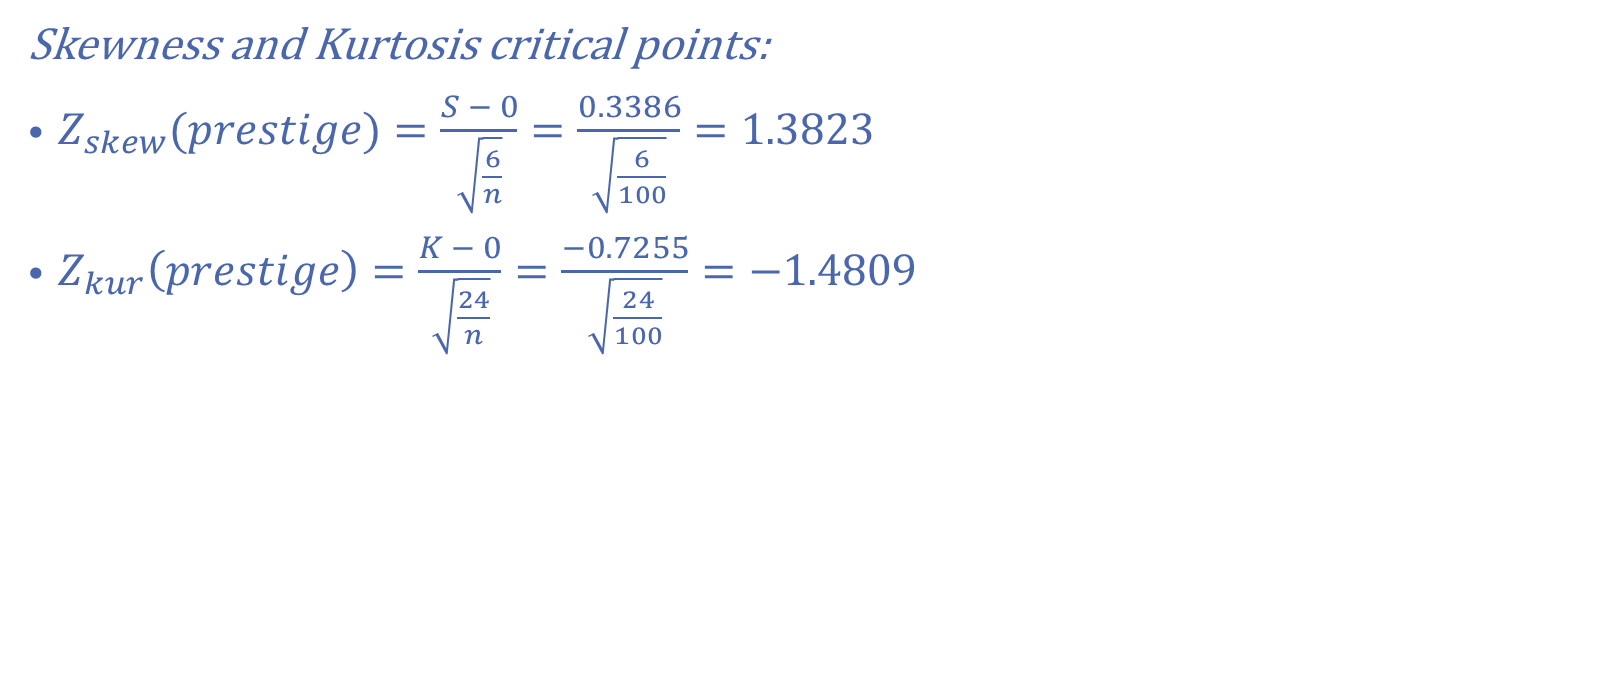 Skewness and Kurtosis critical points:
• Z_skew(prestige) = (S − 0)/√(6/n) = 0.3386/√(6/100) = 1.3823
• Z_kur(prestige) = (K − 0)/√(24/n) = −0.7255/√(24/100) = −1.4809